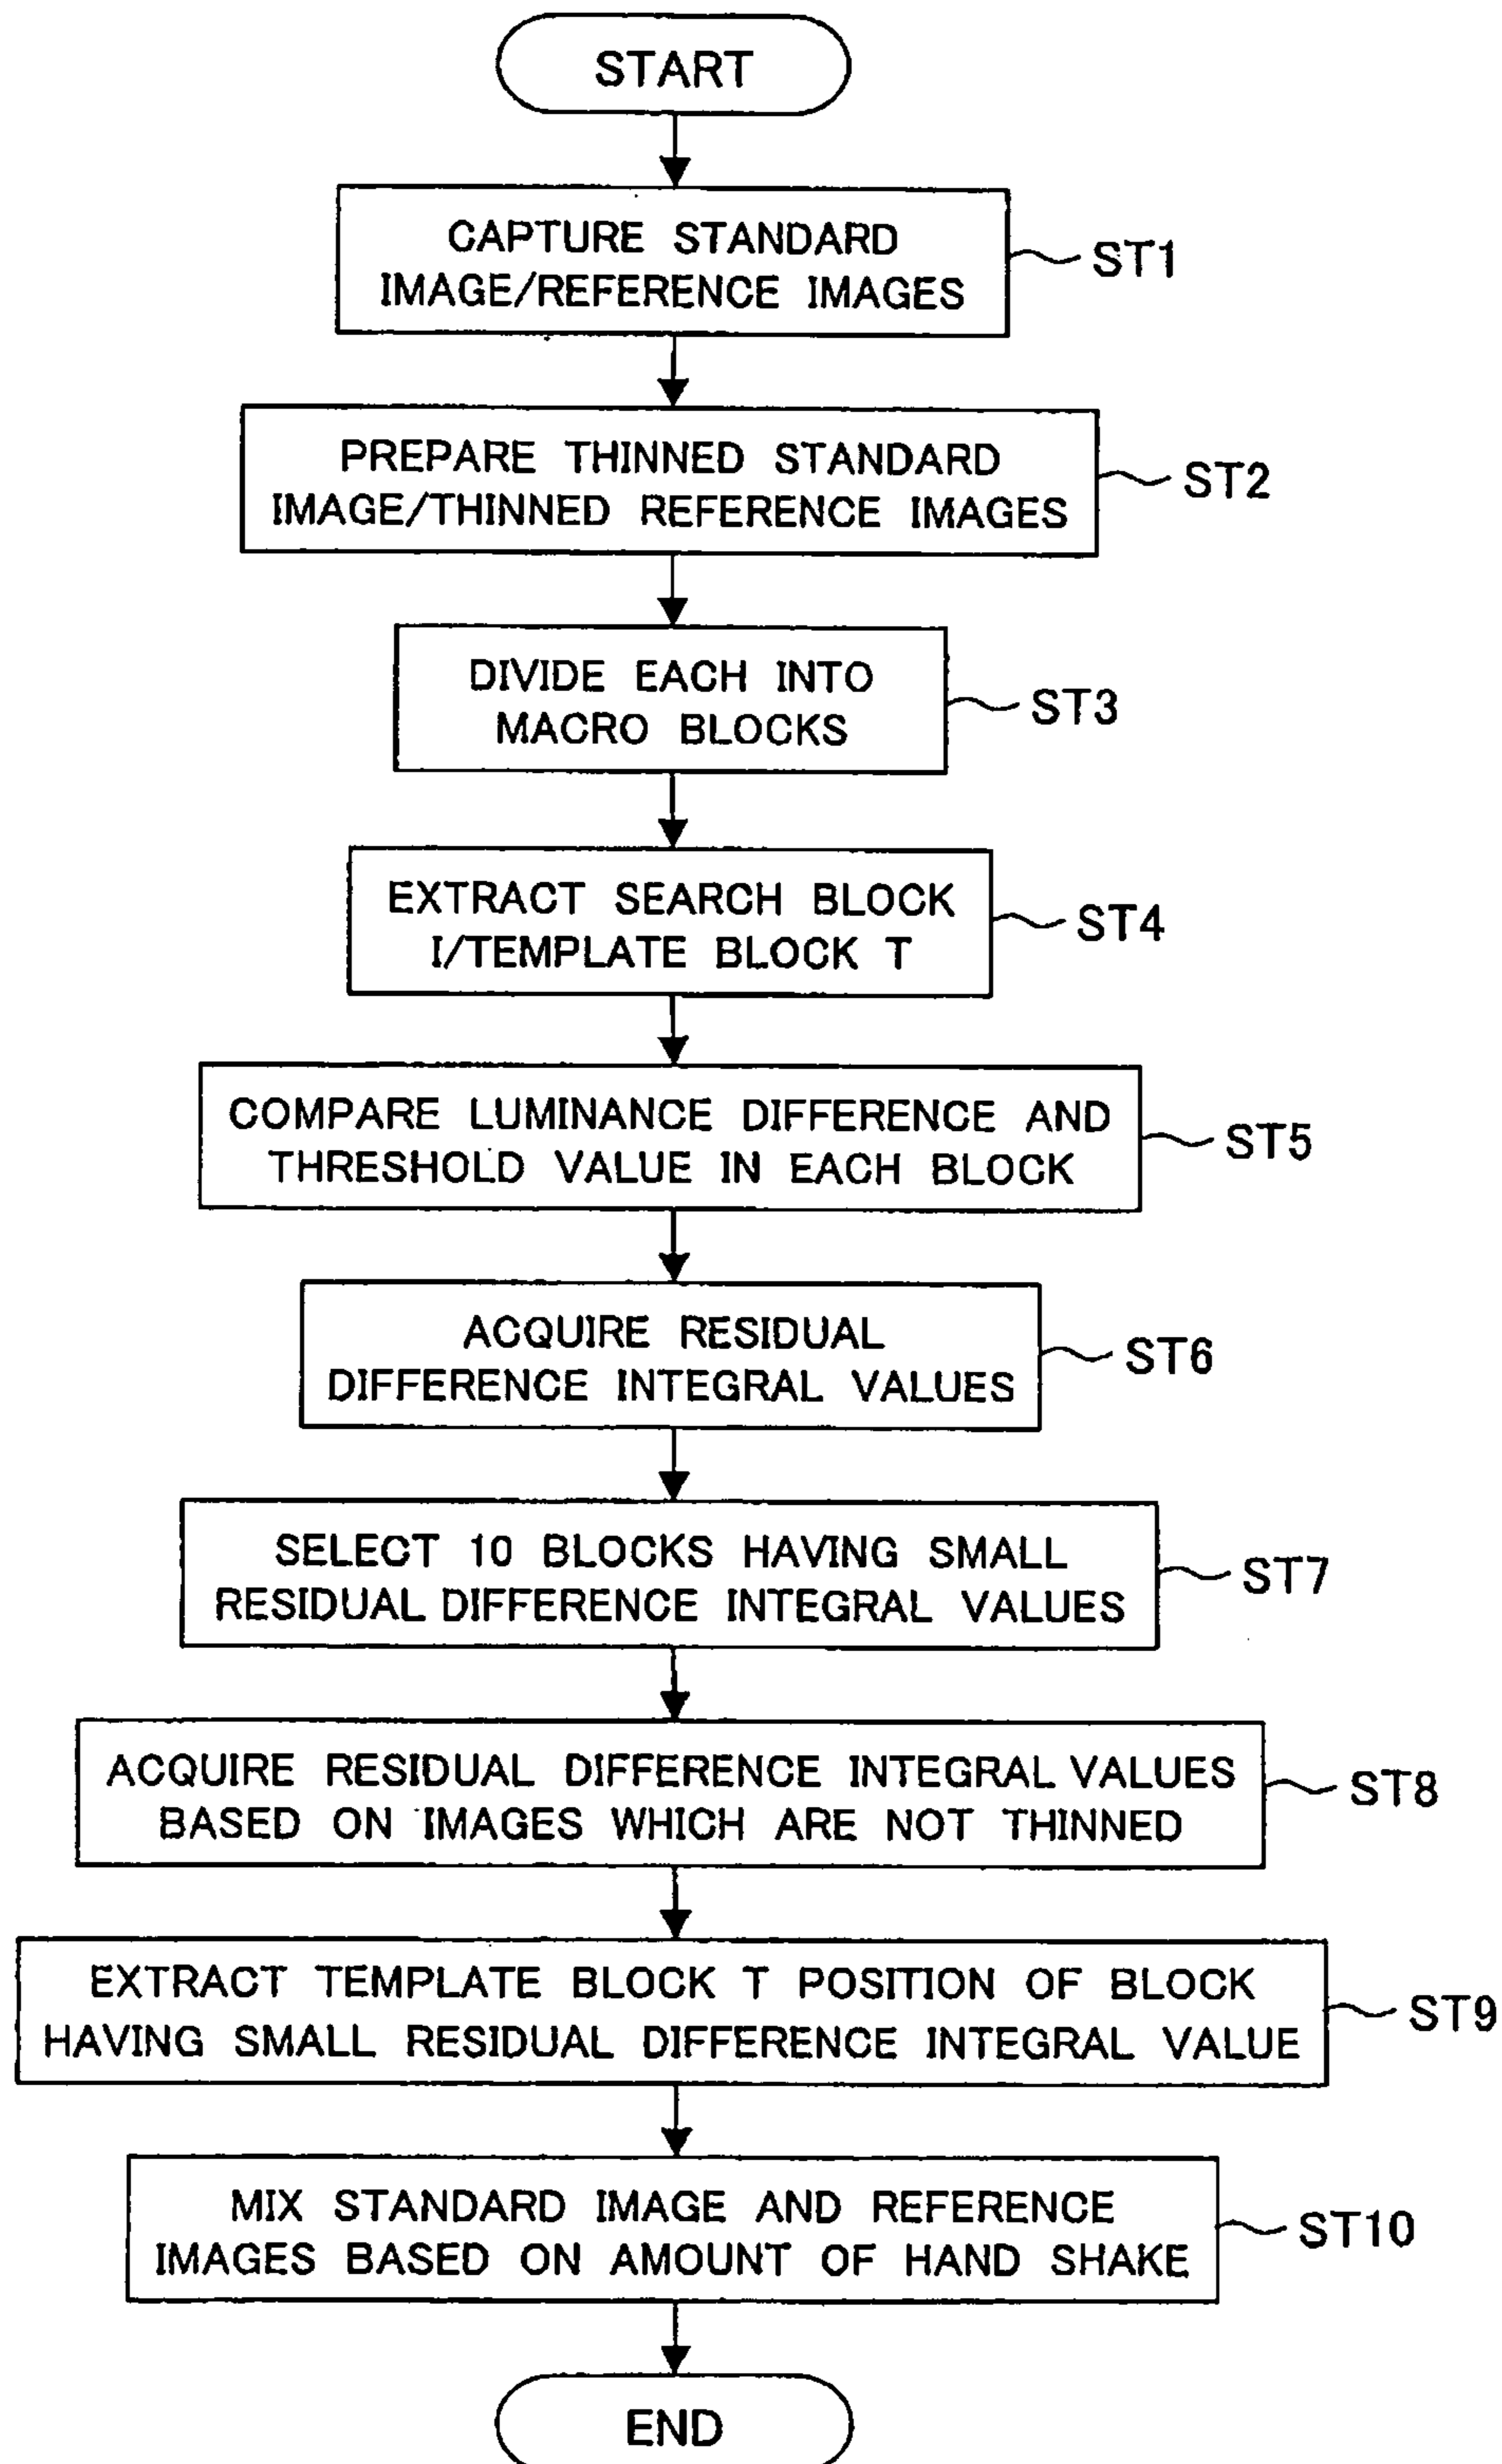 START
CAPTURE STANDARD
IMAGE/REFERENCE IMAGES
ST1
PREPARE THINNED STANDARD
IMAGE/THINNED REFERENCE IMAGES
ST2
DIVIDE EACH INTO
MACRO BLOCKS
ST3
EXTRACT SEARCH BLOCK
I/TEMPLATE BLOCK T
ST4
COMPARE LUMINANCE DIFFERENCE AND
THRESHOLD VALUE IN EACH BLOCK
ST5
ACQUIRE RESIDUAL
DIFFERENCE INTEGRAL VALUES
ST6
SELECT 10 BLOCKS HAVING SMALL
RESIDUAL DIFFERENCE INTEGRAL VALUES
ST7
ACQUIRE RESIDUAL DIFFERENCE INTEGRAL VALUES
BASED ON IMAGES WHICH ARE NOT THINNED
ST8
EXTRACT TEMPLATE BLOCK T POSITION OF BLOCK
HAVING SMALL RESIDUAL DIFFERENCE INTEGRAL VALUE
ST9
MIX STANDARD IMAGE AND REFERENCE
IMAGES BASED ON AMOUNT OF HAND SHAKE
ST10
END